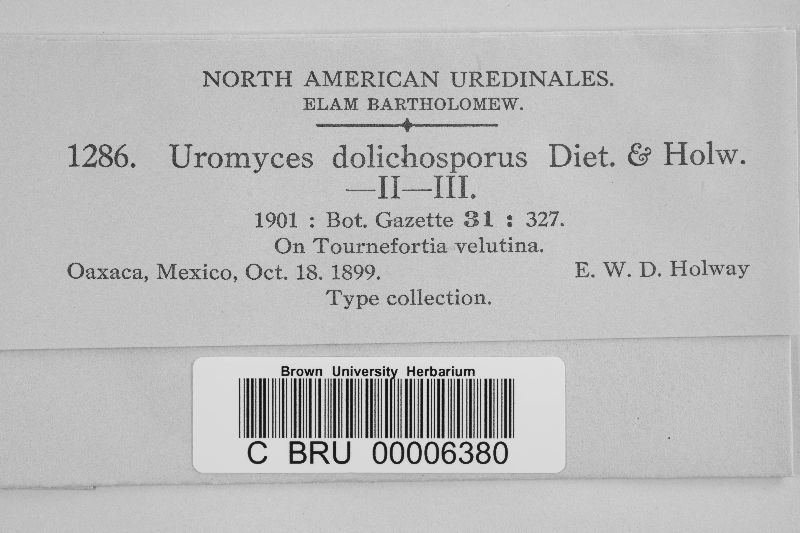 NORTH AMERICAN UREDINALES.
ELAM BARTHOLOMEW.
1286. Uromyces dolichosporus Diet. & Holw.
—II—III.
1901 : Bot. Gazette 31 : 327.
On Tournefortia velutina.
Oaxaca, Mexico, Oct. 18. 1899. E. W. D. Holway
Type collection.
Brown University Herbarium
C BRU 00006380